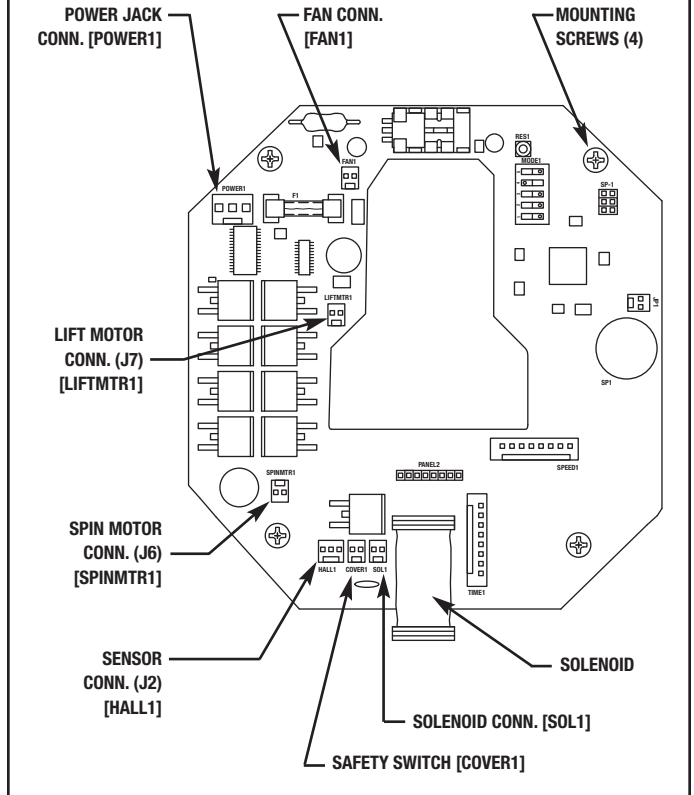 POWER JACK
CONN. [POWER1]
FAN CONN.
[FAN1]
MOUNTING
SCREWS (4)
RES1
MODE1
FAN1
POWER1
F1
SP-1
LIFTMTR1
JP1
LIFT MOTOR
CONN. (J7)
[LIFTMTR1]
SP1
PANEL2
SPEED1
SPINMTR1
SPIN MOTOR
CONN. (J6)
[SPINMTR1]
HALL1
COVER1
SOL1
TIME1
SENSOR
CONN. (J2)
[HALL1]
SOLENOID
SOLENOID CONN. [SOL1]
SAFETY SWITCH [COVER1]